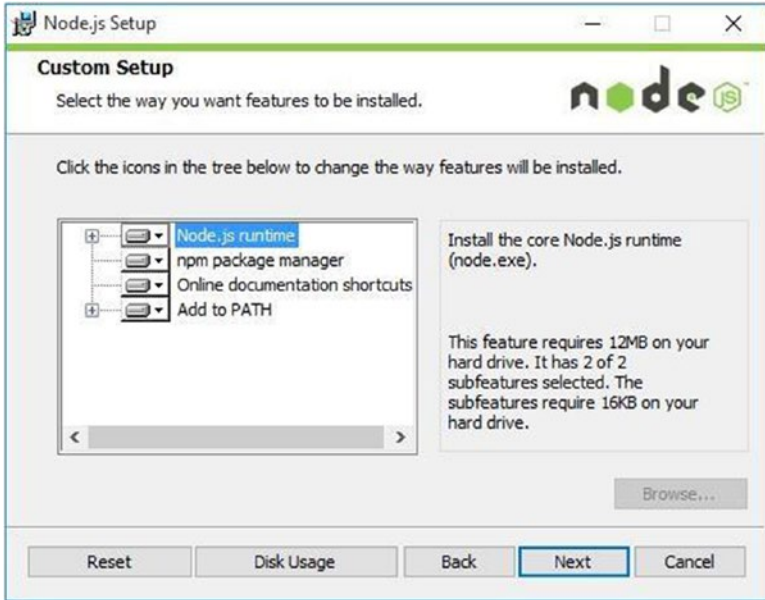 Node.js Setup
Custom Setup
Select the way you want features to be installed.
node JS
Click the icons in the tree below to change the way features will be installed.
Node.js runtime
npm package manager
Online documentation shortcuts
Add to PATH
Install the core Node.js runtime
(node.exe).
This feature requires 12MB on your
hard drive. It has 2 of 2
subfeatures selected. The
subfeatures require 16KB on your
hard drive.
Browse...
Reset
Disk Usage
Back
Next
Cancel